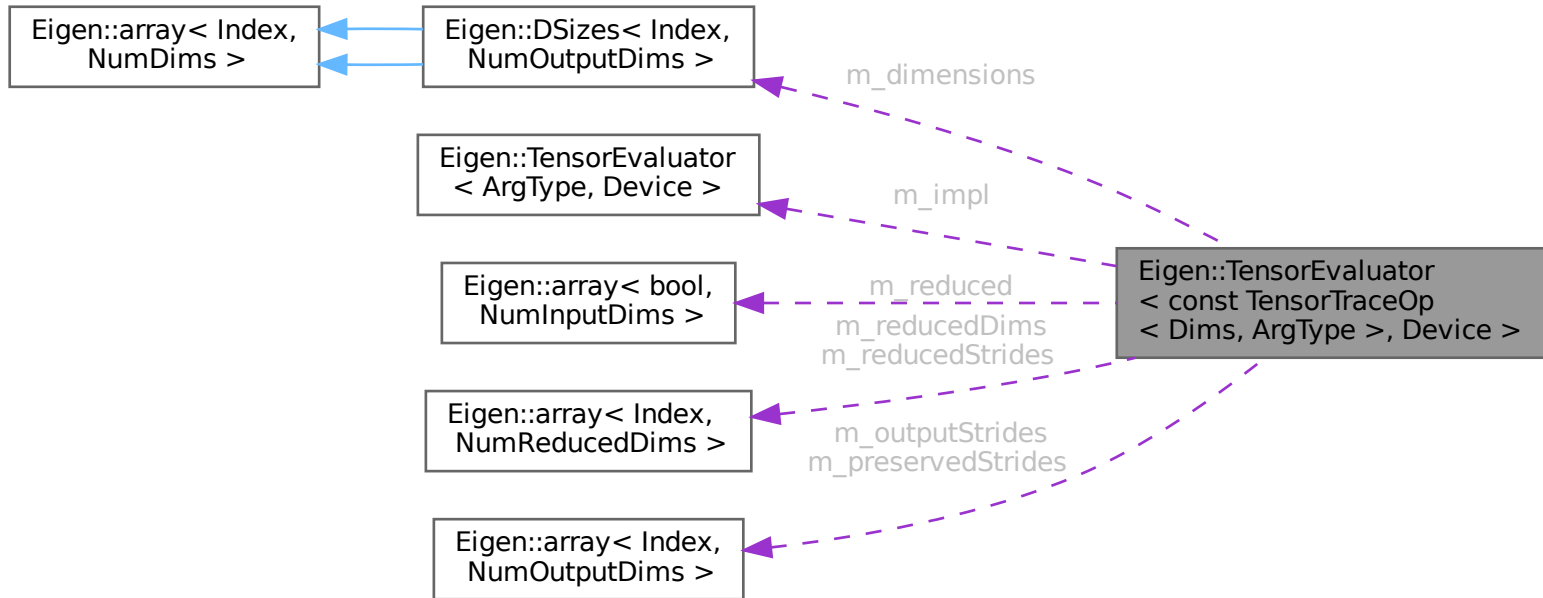 Eigen::array< Index,
NumDims >
Eigen::DSizes< Index,
NumOutputDims >
m_dimensions
Eigen::TensorEvaluator
< ArgType, Device >
m_impl
Eigen::array< bool,
NumInputDims >
m_reduced
Eigen::TensorEvaluator
< const TensorTraceOp
< Dims, ArgType >, Device >
m_reducedDims
m_reducedStrides
Eigen::array< Index,
NumReducedDims >
m_outputStrides
m_preservedStrides
Eigen::array< Index,
NumOutputDims >